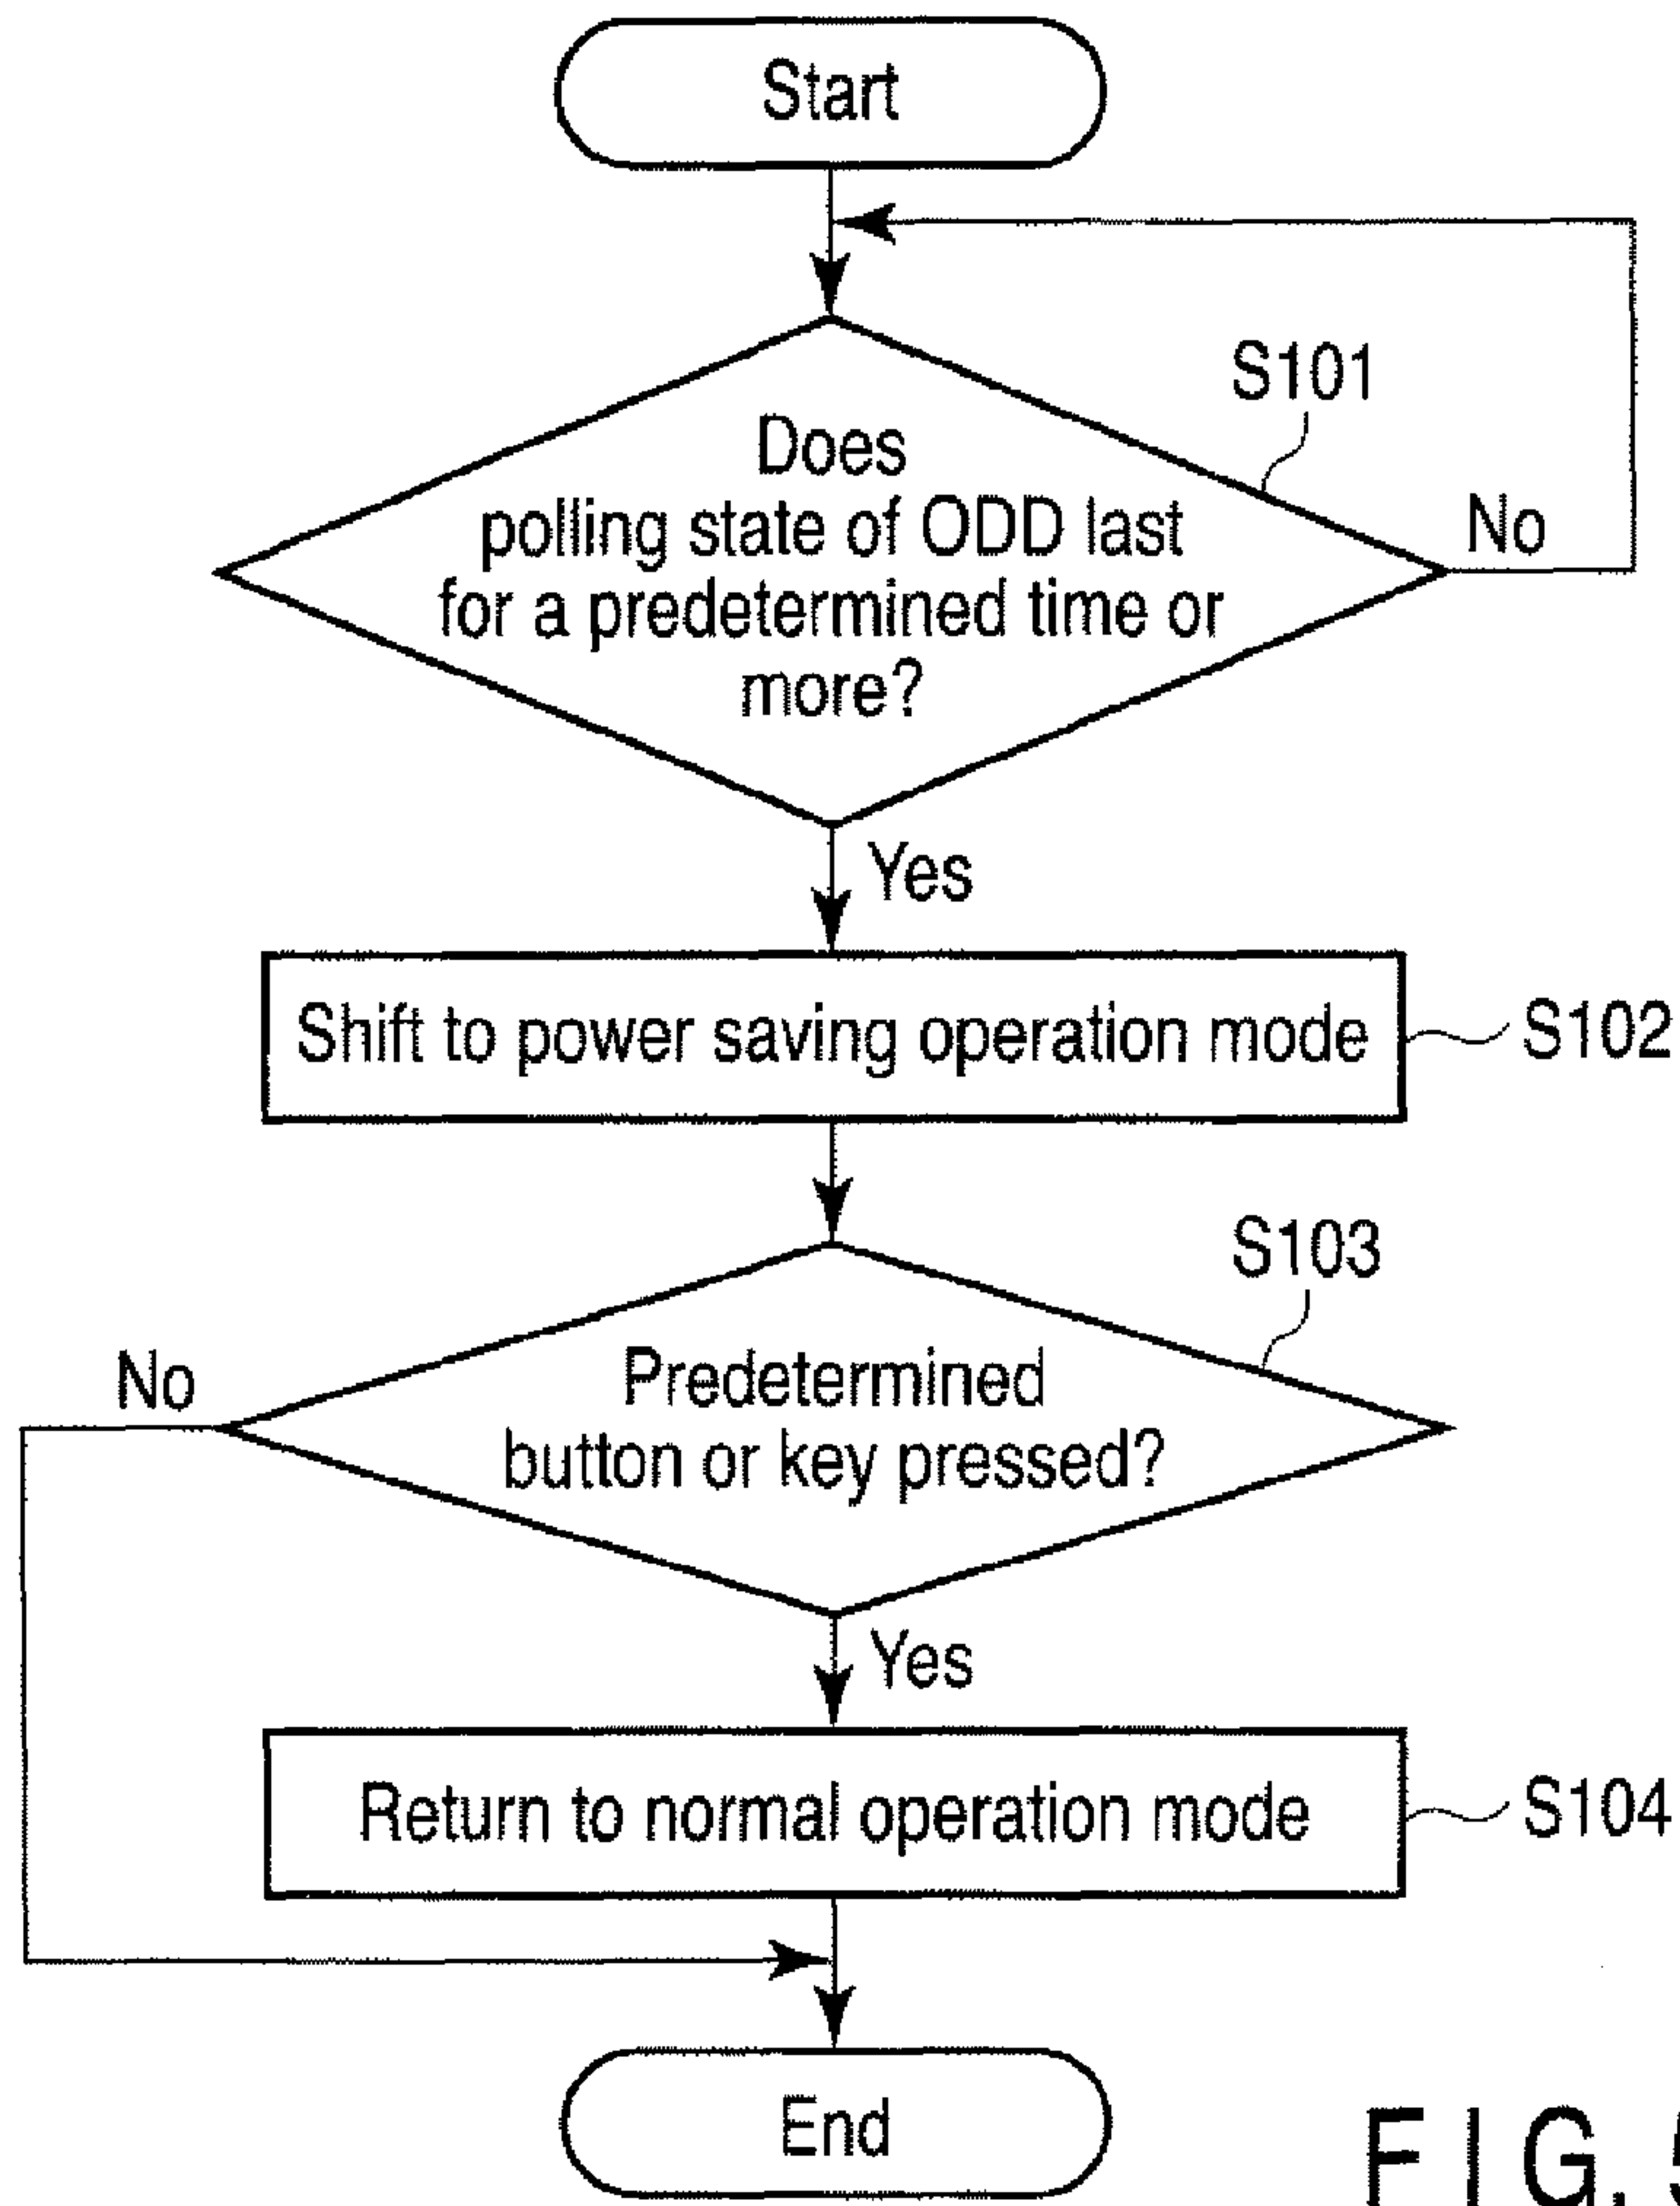 Start
S101
Does
polling state of ODD last
for a predetermined time or
more?
No
Yes
Shift to power saving operation mode
S102
S103
Predetermined
button or key pressed?
No
Yes
Return to normal operation mode
S104
End
FIG.